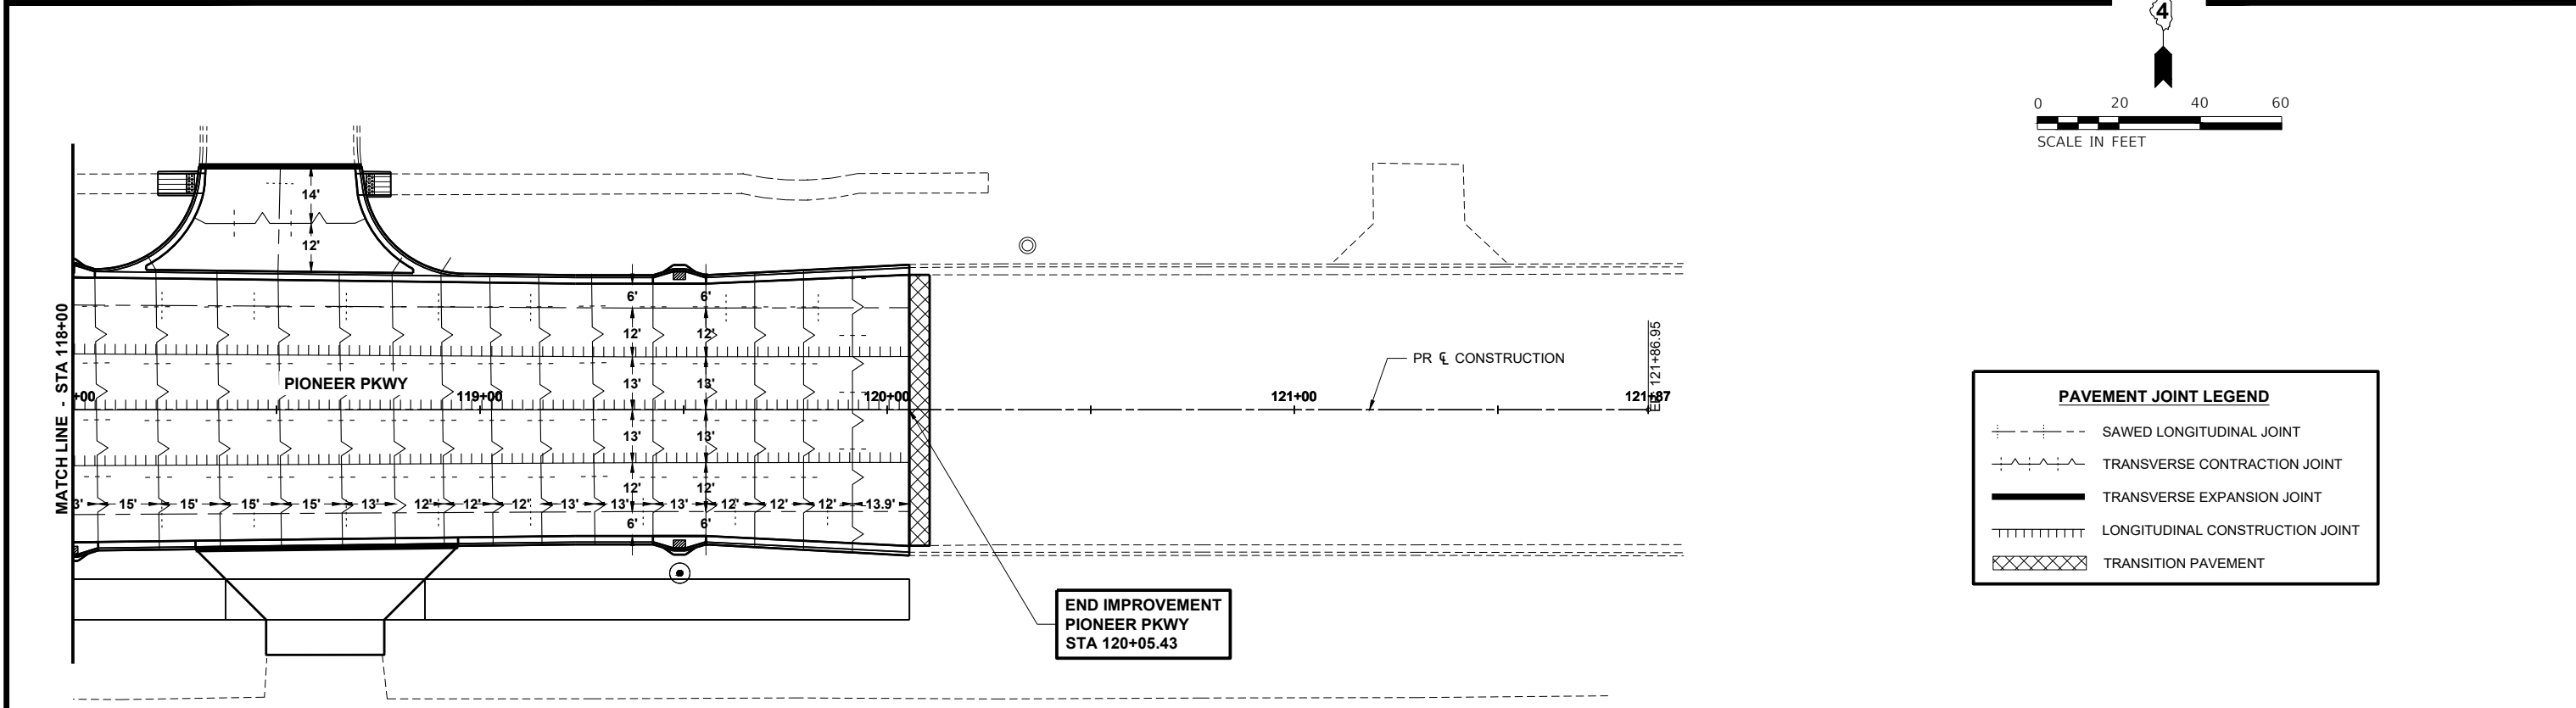 4
0 20 40 60
SCALE IN FEET
14'
12'
MATCH LINE - STA 118+00
6' 6'
12' 12'
13' 13'
PIONEER PKWY
+00 119+00 120+00 121+00 121+87
PR ℄ CONSTRUCTION
121+86.95
13' 13'
12' 12'
3' 15' 15' 15' 15' 13' 12' 12' 12' 13' 13' 13' 12' 12' 12' 13.9'
6' 6'
END IMPROVEMENT
PIONEER PKWY
STA 120+05.43
PAVEMENT JOINT LEGEND
SAWED LONGITUDINAL JOINT
TRANSVERSE CONTRACTION JOINT
TRANSVERSE EXPANSION JOINT
LONGITUDINAL CONSTRUCTION JOINT
TRANSITION PAVEMENT